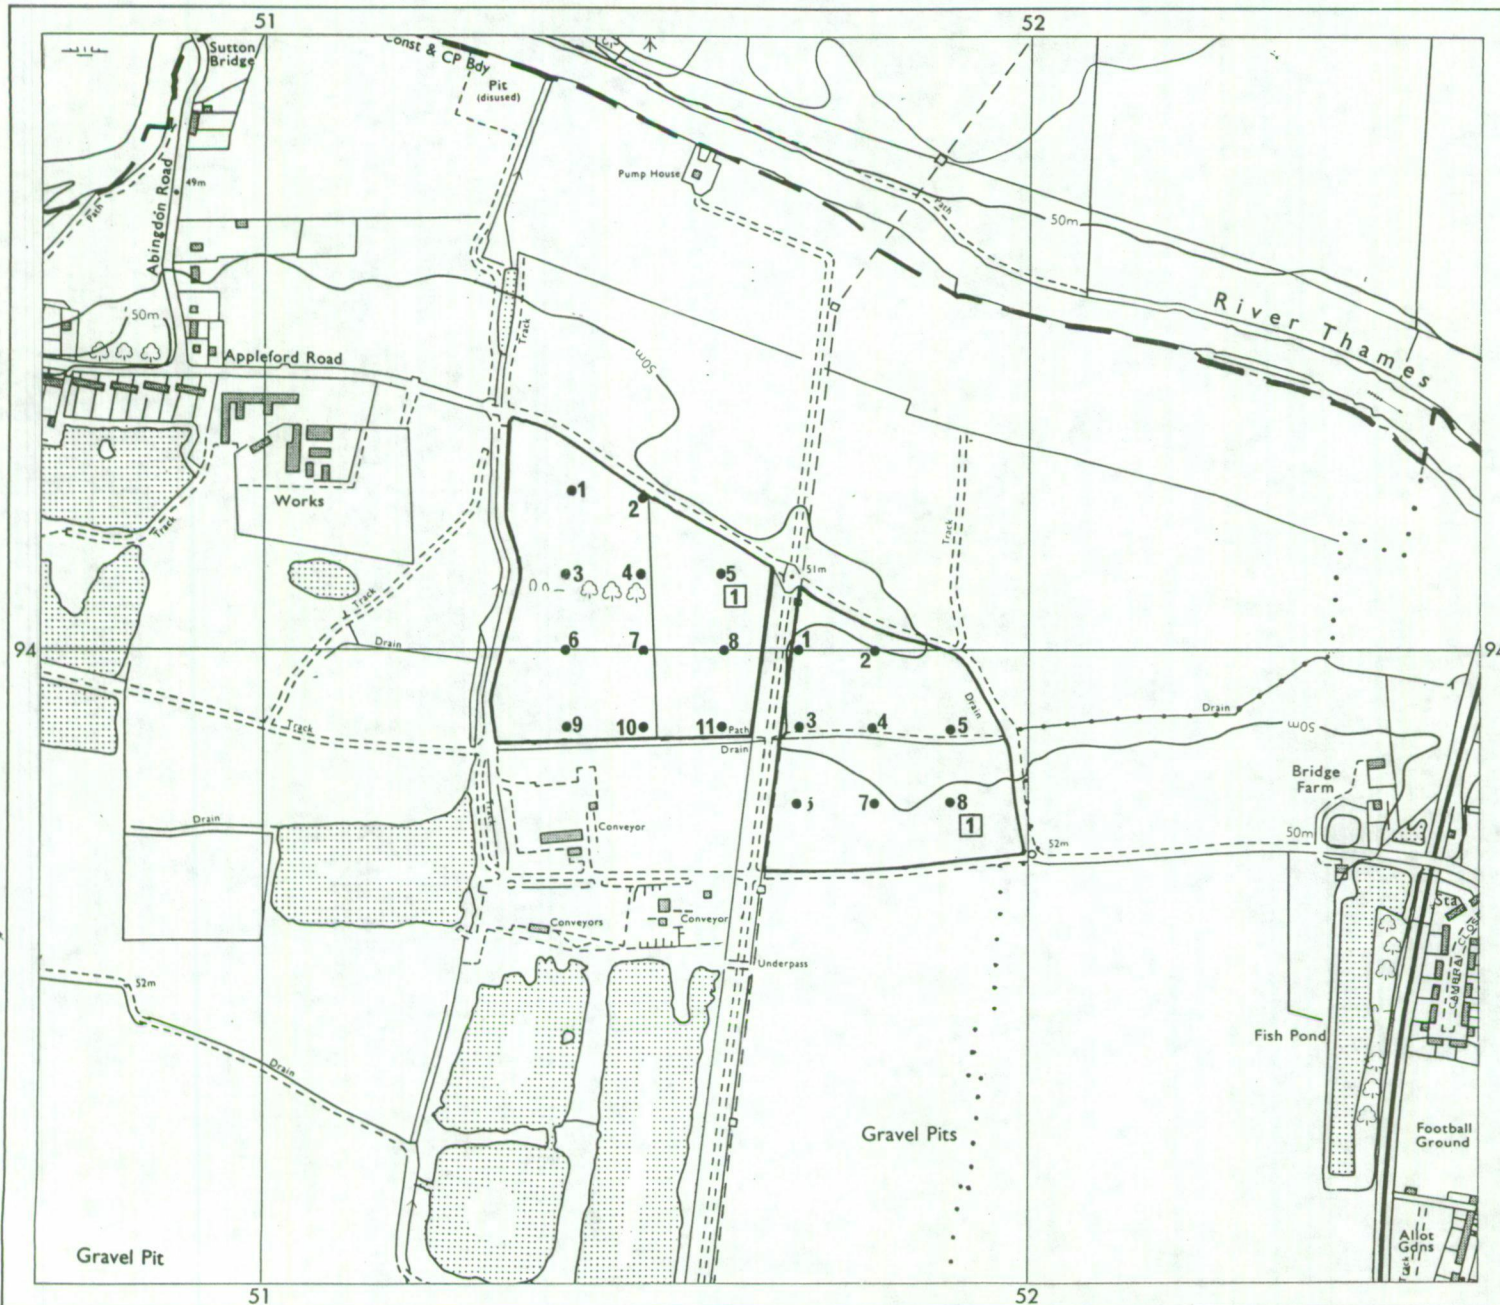 51
52
Sutton
Bridge
Const & CP Bdy
Pit
(disused)
49m
Pump House
Path
Path
Abingdon Road
50m
50m
River Thames
Track
50m
Appleford Road
Works
Track
1
2
Track
3
4
5
1
51m
Track
Drain
94
94
6
7
8
1
2
Drain
Drain
Track
9
10
11
Path
Drain
3
4
5
50m
Bridge
Farm
7
8
1
Drain
Conveyor
50m
52m
Conveyors
Conveyor
Sta
Underpass
52m
Fish Pond
Drain
Gravel Pits
Football
Ground
Allot
Gdns
Track
Gravel Pit
51
52